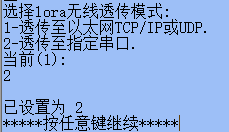 选择lora无线透传模式:
1-透传至以太网TCP/IP或UDP.
2-透传至指定串口.
当前(1):
2
已设置为 2
*****按任意键继续*****